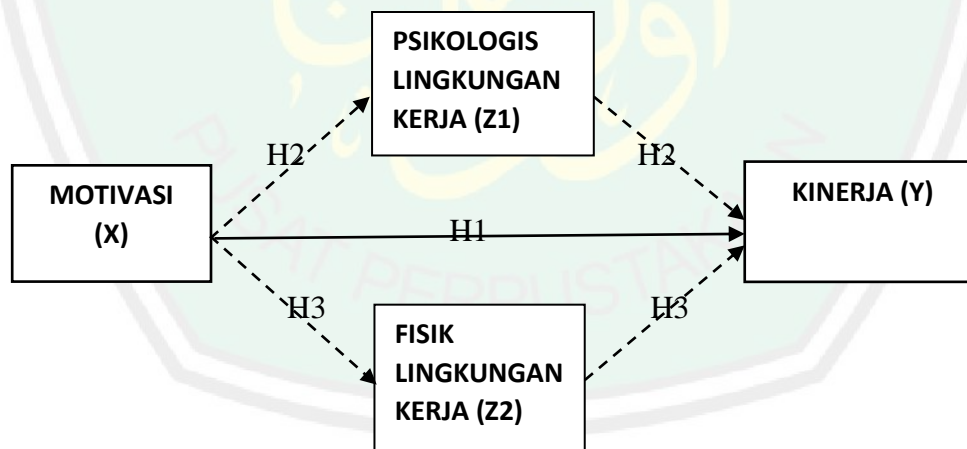 PSIKOLOGIS
LINGKUNGAN
KERJA (Z1)
H2
H2
MOTIVASI
(X)
KINERJA (Y)
H1
H3
H3
FISIK
LINGKUNGAN
KERJA (Z2)